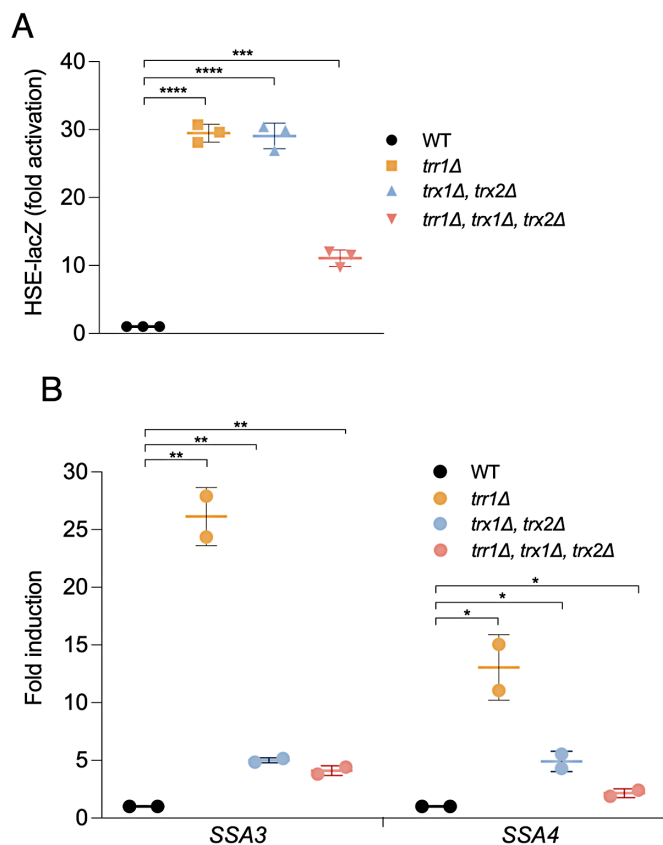 A
HSE-lacZ (fold activation)
40
30
20
10
0
****
****
***
WT
trr1Δ
trx1Δ, trx2Δ
trr1Δ, trx1Δ, trx2Δ
B
Fold induction
30
25
20
15
10
5
0
**
**
**
*
*
*
WT
trr1Δ
trx1Δ, trx2Δ
trr1Δ, trx1Δ, trx2Δ
SSA3
SSA4